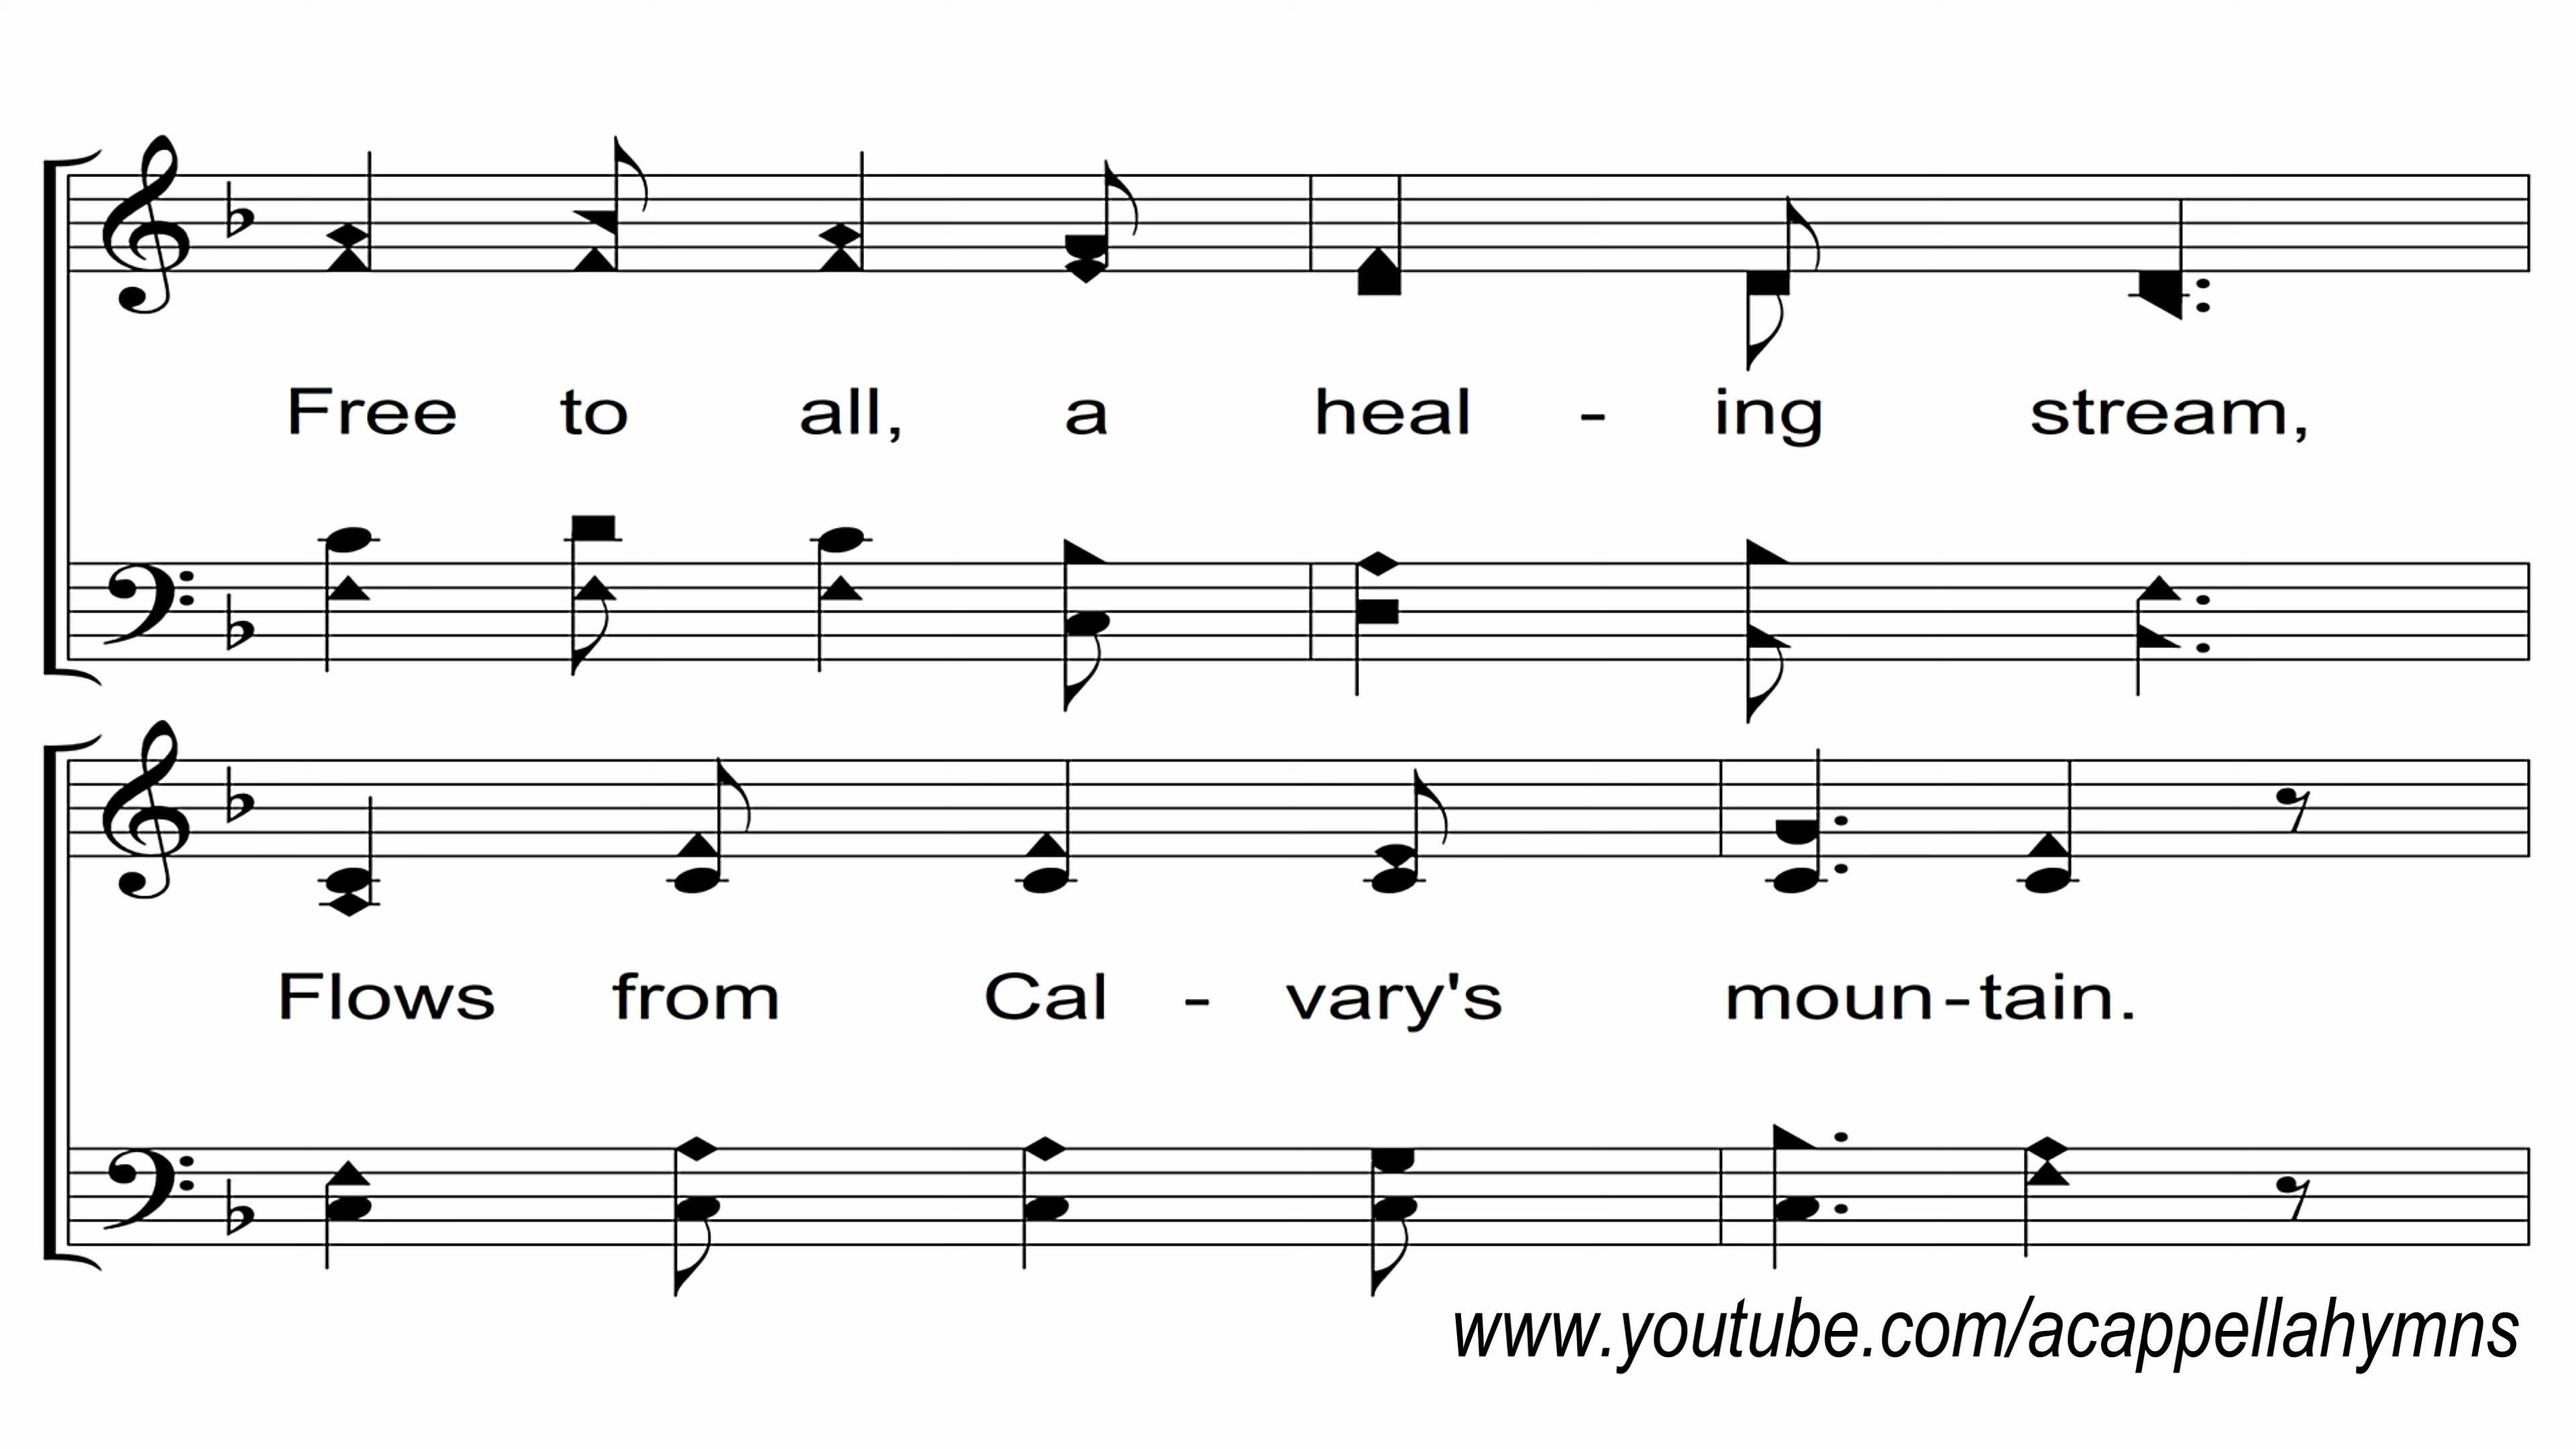 Free to all, a heal - ing stream,
Flows from Cal - vary's moun-tain.
www.youtube.com/acappellahymns